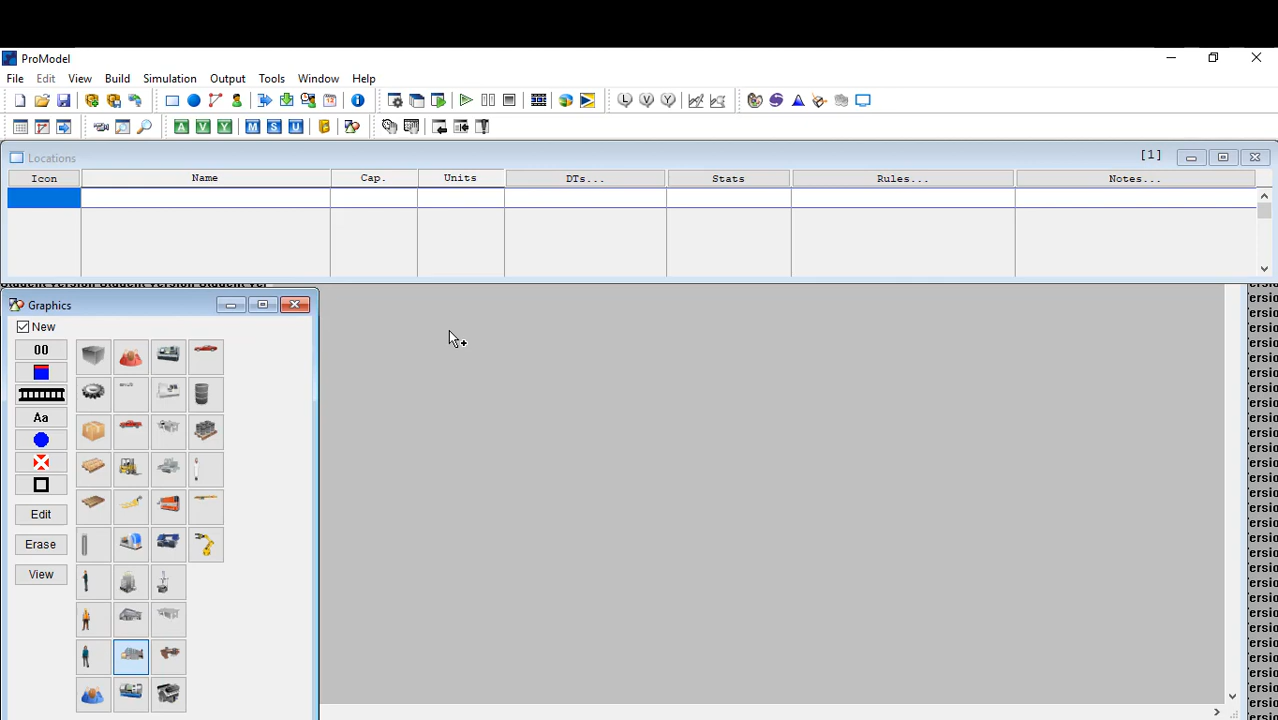 ProModel
File Edit View Build Simulation Output Tools Window Help
L V Y
A V Y M S U
Locations [1]
Icon Name Cap. Units DTs... Stats Rules... Notes...
Graphics
New
00
Aa
Edit
Erase
View